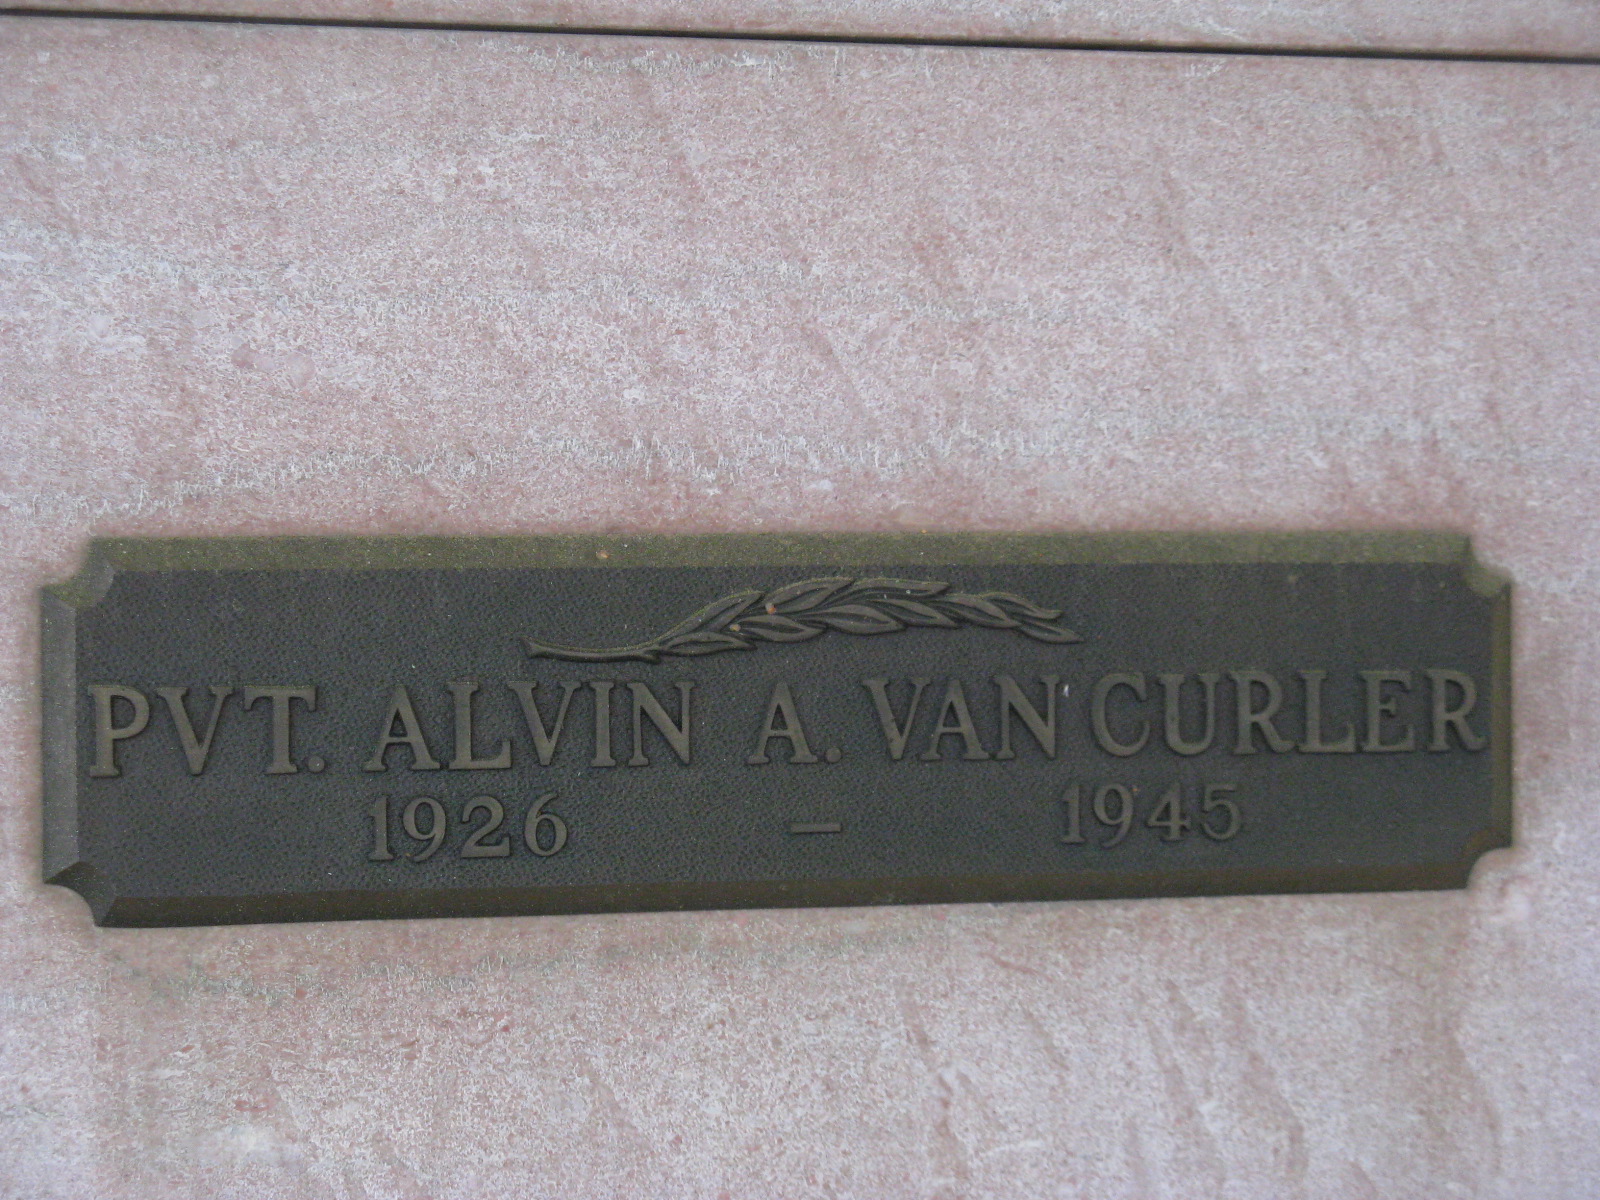 PVT. ALVIN A. VAN CURLER
1926 – 1945